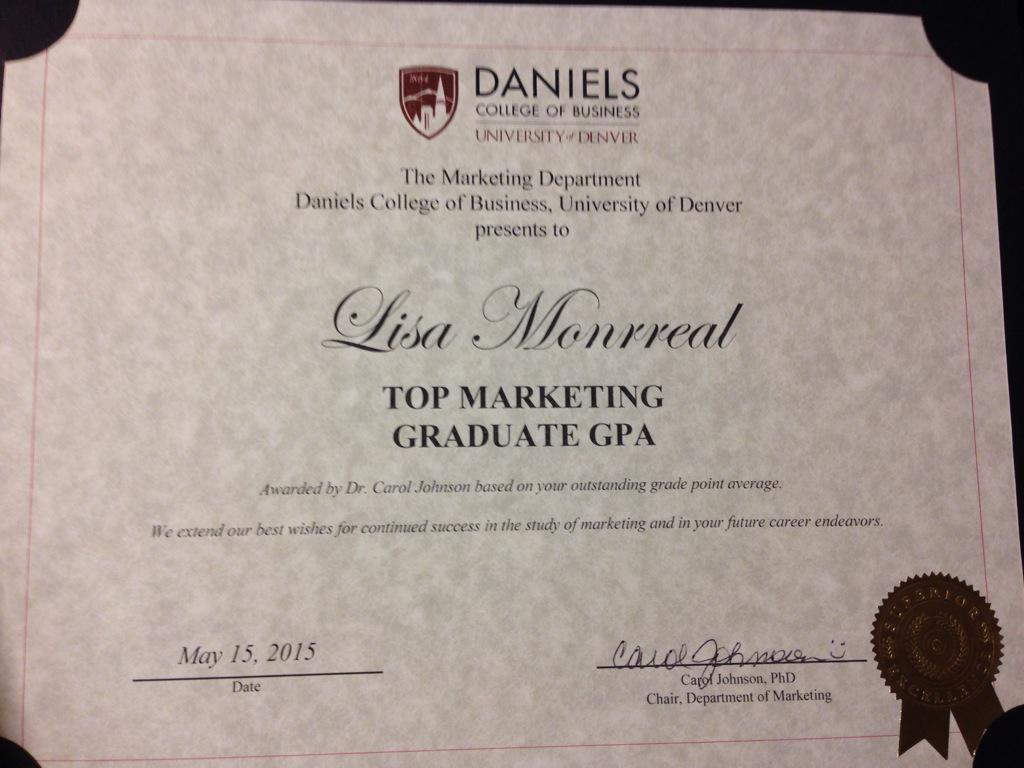 1864
DANIELS
COLLEGE OF BUSINESS
UNIVERSITY of DENVER
The Marketing Department
Daniels College of Business, University of Denver
presents to
Lisa Monrreal
TOP MARKETING
GRADUATE GPA
Awarded by Dr. Carol Johnson based on your outstanding grade point average.
We extend our best wishes for continued success in the study of marketing and in your future career endeavors.
May 15, 2015
Date
Carol Johnson
Carol Johnson, PhD
Chair, Department of Marketing
SUPERIOR
EXCELLENCE